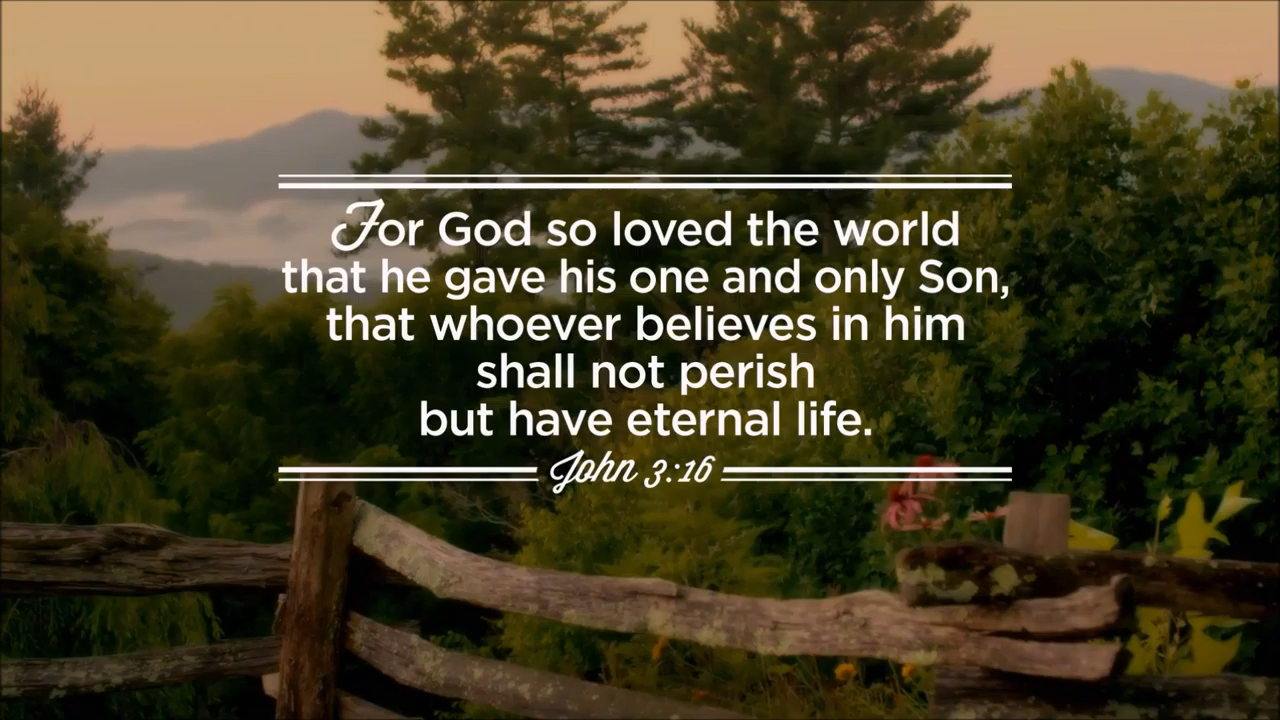 For God so loved the world
that he gave his one and only Son,
that whoever believes in him
shall not perish
but have eternal life.
John 3:16